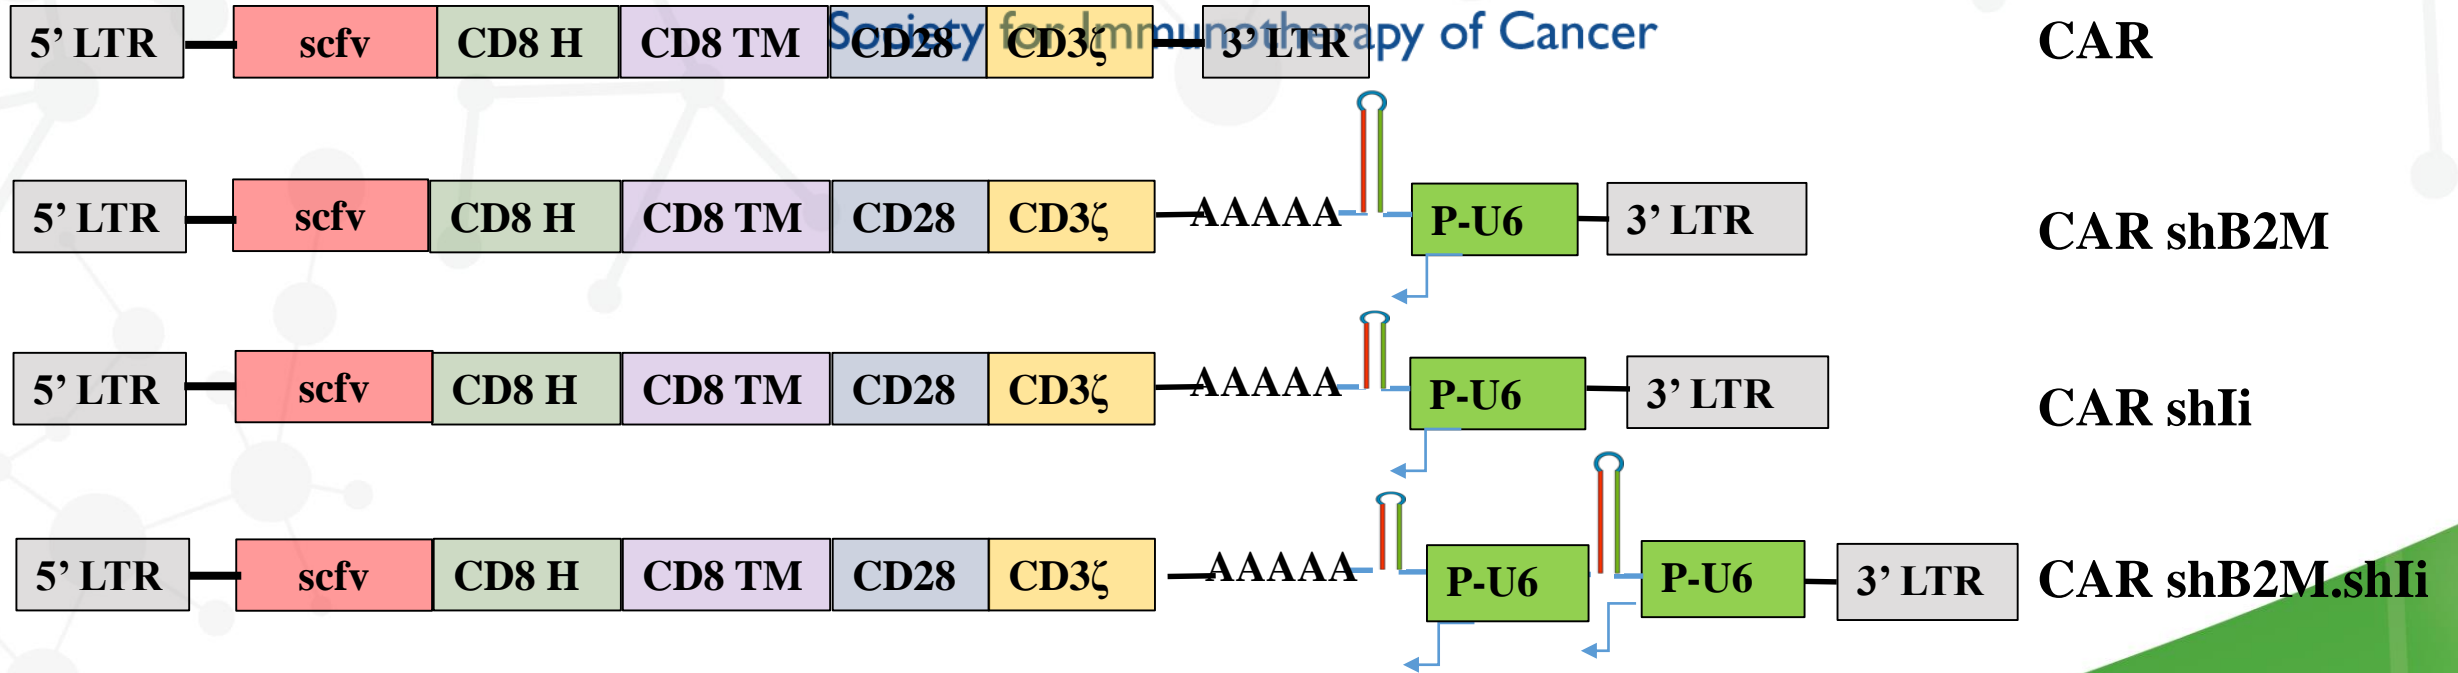 Society for Immunotherapy of Cancer
5’ LTR scfv CD8 H CD8 TM CD28 CD3ζ 3’ LTR CAR
5’ LTR scfv CD8 H CD8 TM CD28 CD3ζ AAAAA P-U6 3’ LTR CAR shB2M
5’ LTR scfv CD8 H CD8 TM CD28 CD3ζ AAAAA P-U6 3’ LTR CAR shIi
5’ LTR scfv CD8 H CD8 TM CD28 CD3ζ AAAAA P-U6 P-U6 3’ LTR CAR shB2M.shIi